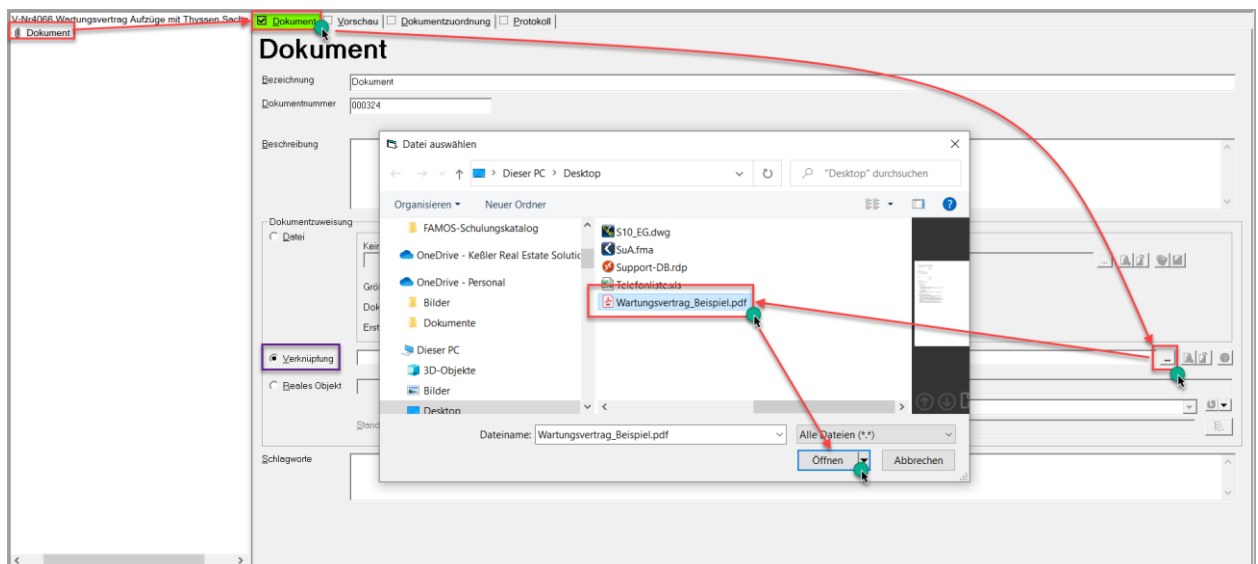 V-Nr4066 Wartungsvertrag Aufzüge mit Thyssen Sachs
Dokument
Dokument Vorschau Dokumentzuordnung Protokoll
Dokument
Bezeichnung Dokument
Dokumentnummer 000324
Beschreibung
Datei auswählen
Dieser PC > Desktop "Desktop" durchsuchen
Organisieren Neuer Ordner
FAMOS-Schulungskatalog
OneDrive - Keßler Real Estate Solutic
OneDrive - Personal
Bilder
Dokumente
Dieser PC
3D-Objekte
Bilder
Desktop
S10_EG.dwg
SuA.fma
Support-DB.rdp
Telefonliste.xls
Wartungsvertrag_Beispiel.pdf
Dateiname: Wartungsvertrag_Beispiel.pdf Alle Dateien (*.*)
Öffnen Abbrechen
Dokumentzuweisung
Datei
Kein
Grö
Dok
Erst
Verknüpfung
Reales Objekt
Stand
Schlagworte